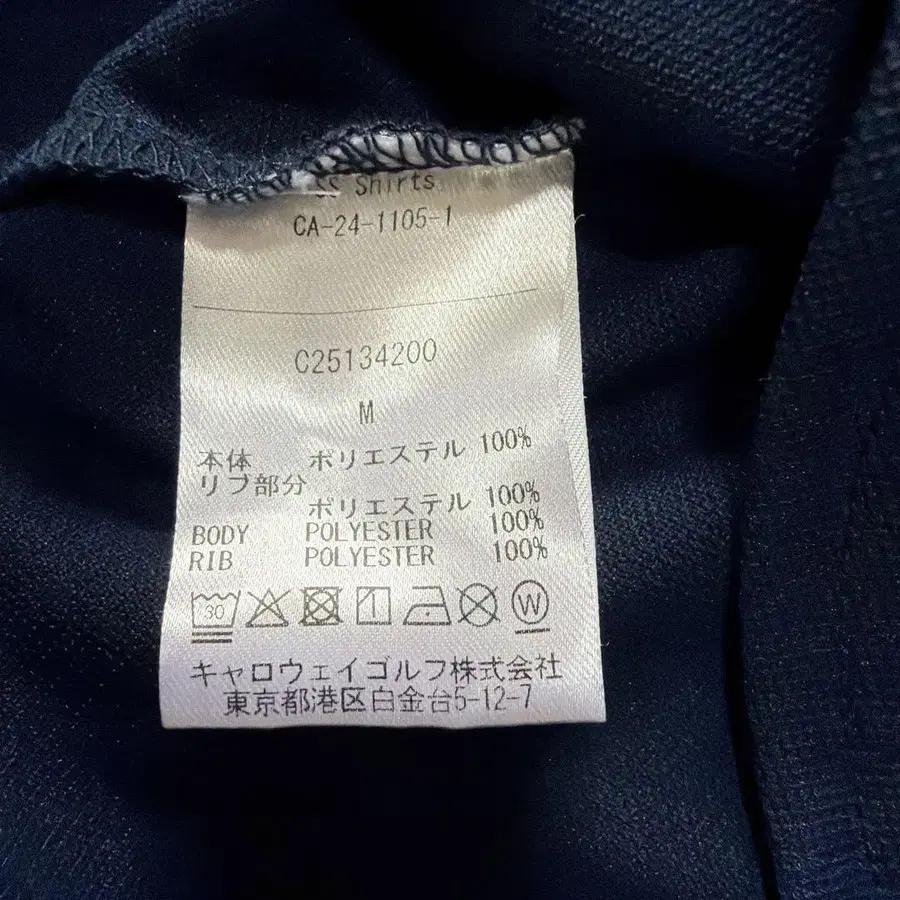 SS Shirts
CA-24-1105-1
C25134200
M
本体 ポリエステル 100%
リブ部分
ポリエステル 100%
BODY POLYESTER 100%
RIB POLYESTER 100%
30 W
キャロウェイゴルフ株式会社
東京都港区白金台5-12-7